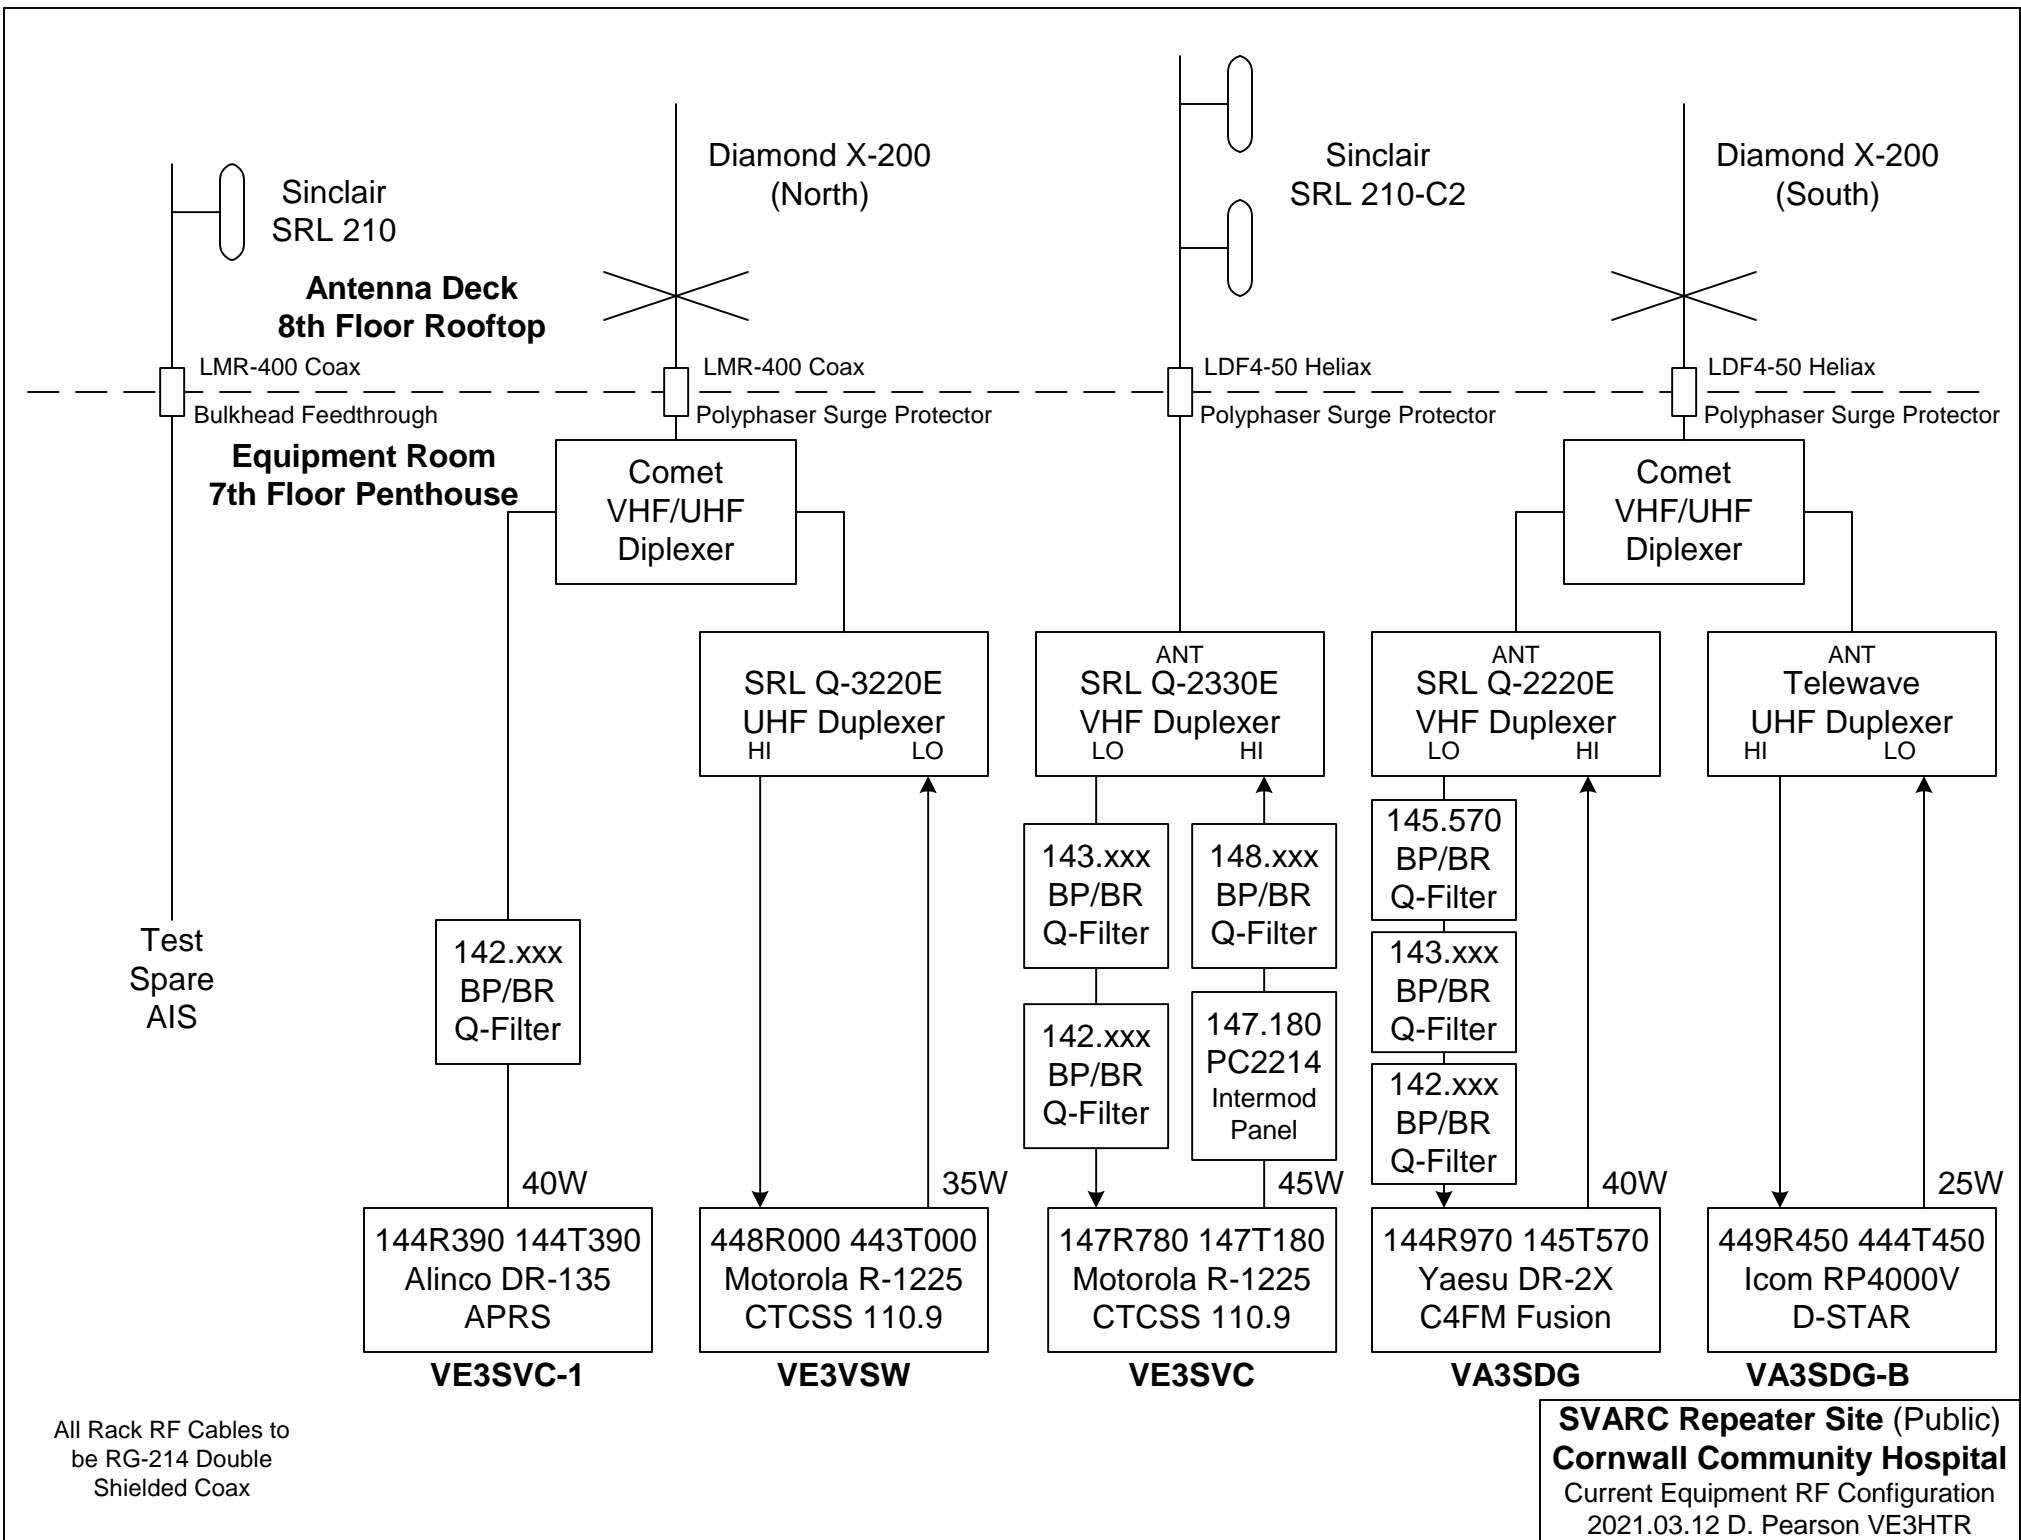 Sinclair
SRL 210
Diamond X-200
(North)
Sinclair
SRL 210-C2
Diamond X-200
(South)
Antenna Deck
8th Floor Rooftop
LMR-400 Coax
LMR-400 Coax
LDF4-50 Heliax
LDF4-50 Heliax
Bulkhead Feedthrough
Polyphaser Surge Protector
Polyphaser Surge Protector
Polyphaser Surge Protector
Equipment Room
7th Floor Penthouse
Comet
VHF/UHF
Diplexer
Comet
VHF/UHF
Diplexer
SRL Q-3220E
UHF Duplexer
HI LO
ANT
SRL Q-2330E
VHF Duplexer
LO HI
ANT
SRL Q-2220E
VHF Duplexer
LO HI
ANT
Telewave
UHF Duplexer
HI LO
Test
Spare
AIS
142.xxx
BP/BR
Q-Filter
143.xxx
BP/BR
Q-Filter
142.xxx
BP/BR
Q-Filter
148.xxx
BP/BR
Q-Filter
147.180
PC2214
Intermod
Panel
145.570
BP/BR
Q-Filter
143.xxx
BP/BR
Q-Filter
142.xxx
BP/BR
Q-Filter
40W
35W
45W
40W
25W
144R390 144T390
Alinco DR-135
APRS
VE3SVC-1
448R000 443T000
Motorola R-1225
CTCSS 110.9
VE3VSW
147R780 147T180
Motorola R-1225
CTCSS 110.9
VE3SVC
144R970 145T570
Yaesu DR-2X
C4FM Fusion
VA3SDG
449R450 444T450
Icom RP4000V
D-STAR
VA3SDG-B
All Rack RF Cables to
be RG-214 Double
Shielded Coax
SVARC Repeater Site (Public)
Cornwall Community Hospital
Current Equipment RF Configuration
2021.03.12 D. Pearson VE3HTR